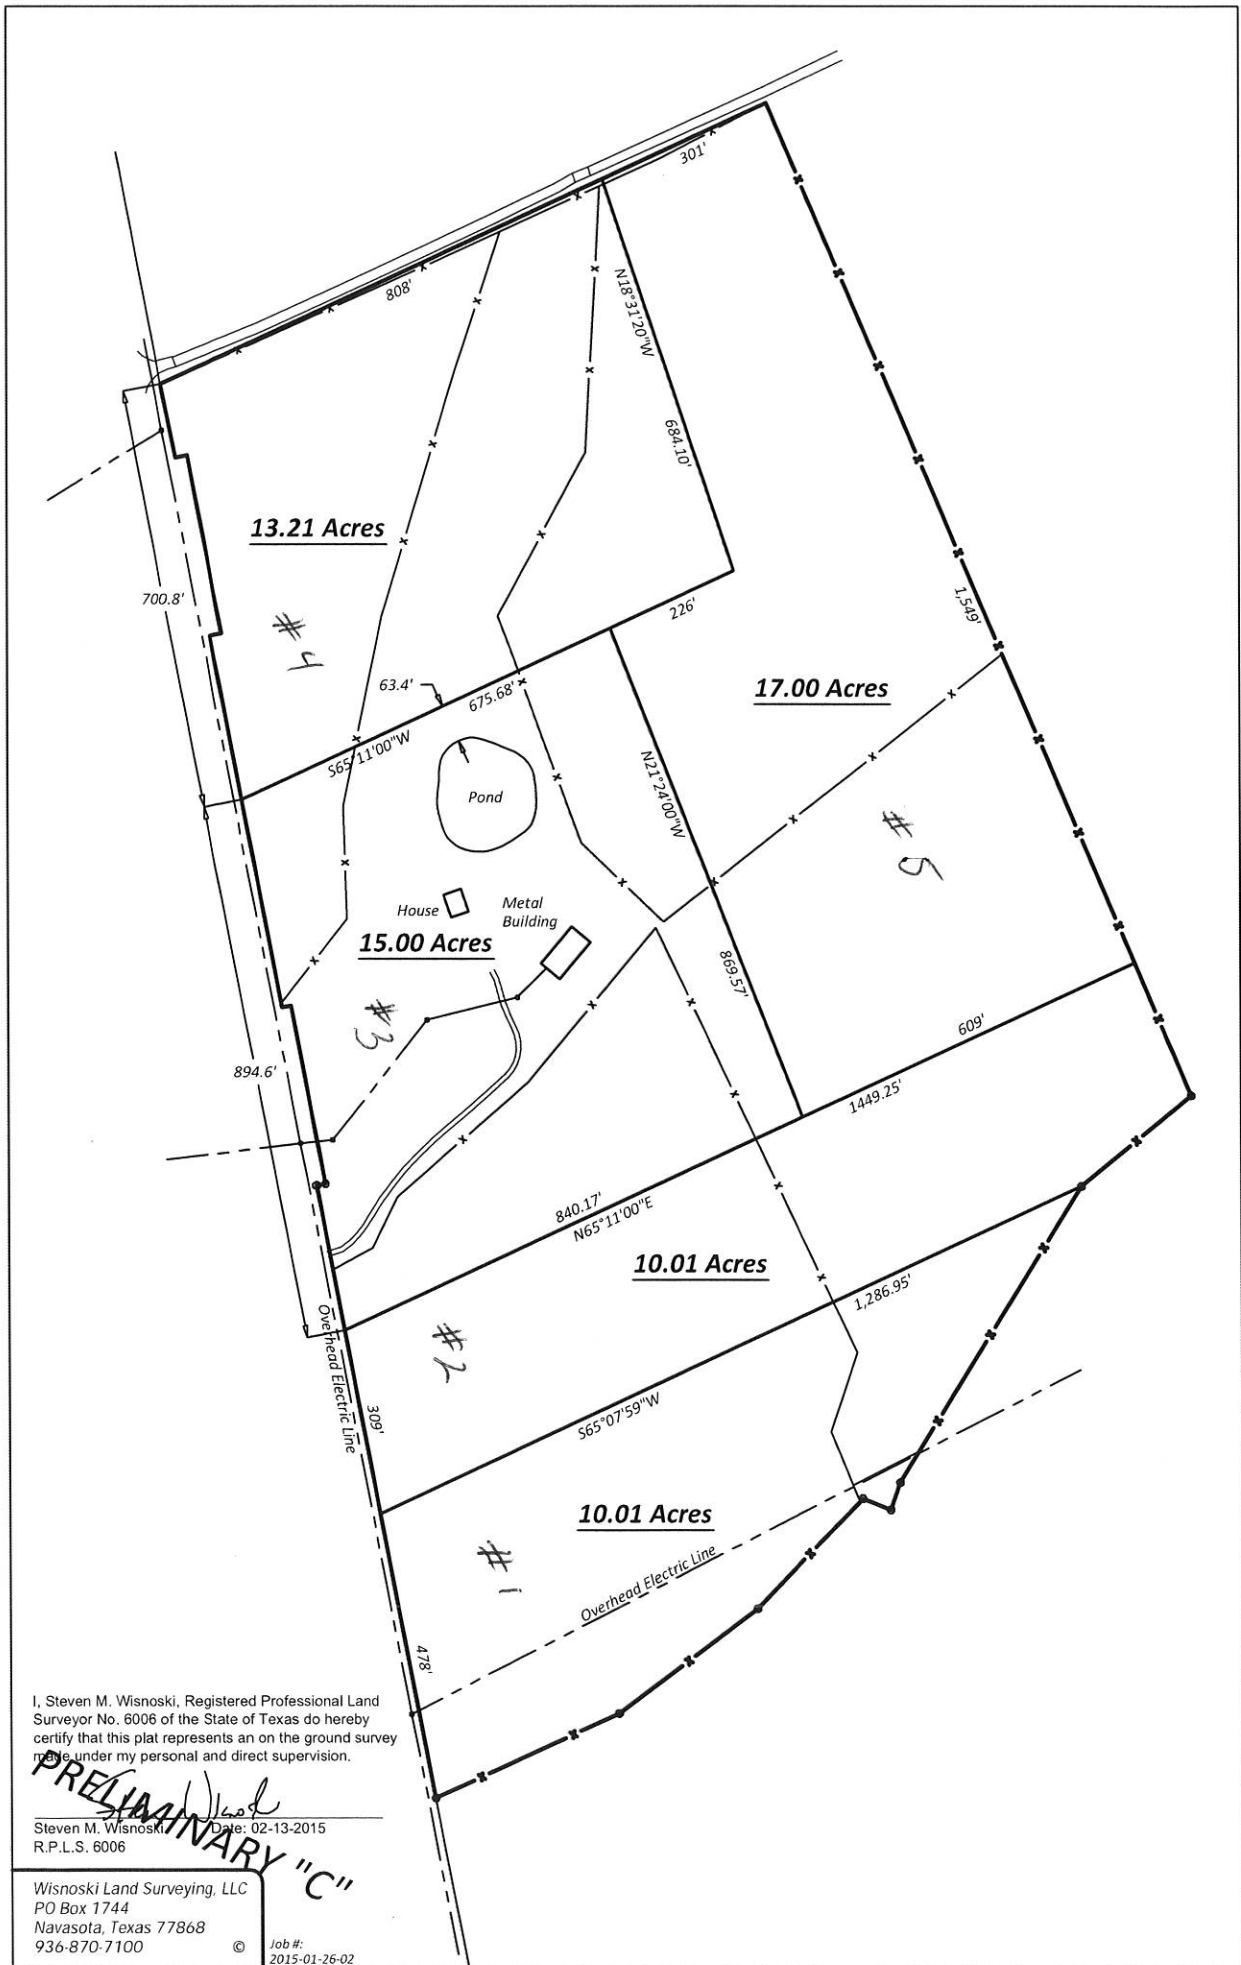 301'
808'
N18°31'20"W
684.10'
13.21 Acres
700.8'
#4
226'
1,549'
63.4'
675.68'
17.00 Acres
S65°11'00"W
Pond
N21°24'00"W
#5
House
Metal
Building
15.00 Acres
869.57'
#3
609'
894.6'
1449.25'
840.17'
N65°11'00"E
10.01 Acres
1,286.95'
Overhead Electric Line
#2
309'
S65°07'59"W
10.01 Acres
#1
Overhead Electric Line
478'
I, Steven M. Wisnoski, Registered Professional Land
Surveyor No. 6006 of the State of Texas do hereby
certify that this plat represents an on the ground survey
made under my personal and direct supervision.
PRELIMINARY "C"
Steven M. Wisnoski Date: 02-13-2015
R.P.L.S. 6006
Wisnoski Land Surveying, LLC
PO Box 1744
Navasota, Texas 77868
936-870-7100 ©
Job #:
2015-01-26-02